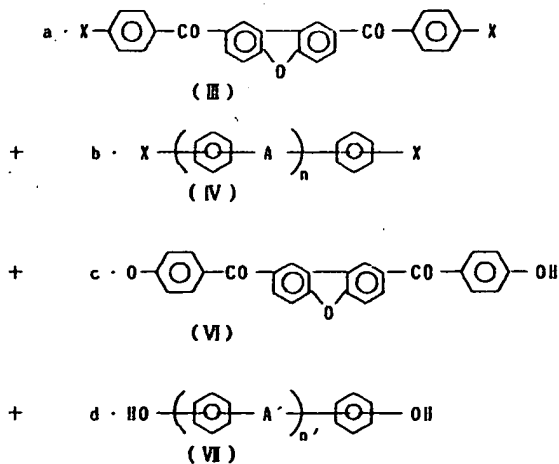 a · X CO CO X
O
(III)
+ b · X ( A )n X
(IV)
+ c · O CO CO OH
O
(VI)
+ d · HO ( A' )n' OH
(VII)